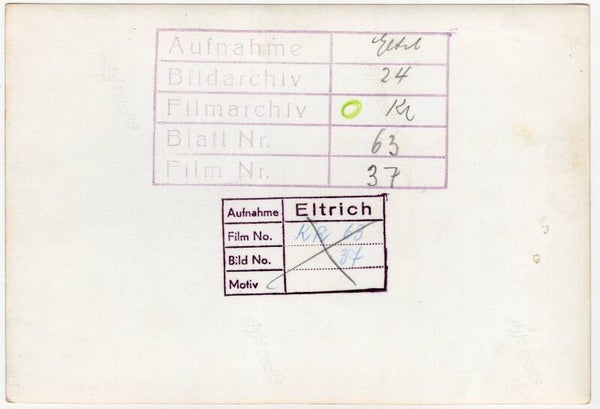 Aufnahme Eltrich
Bildarchiv 24
Filmarchiv Kr
Blatt Nr. 63
Film Nr. 37
Aufnahme Eltrich
Film No. KR 63
Bild No. 37
Motiv